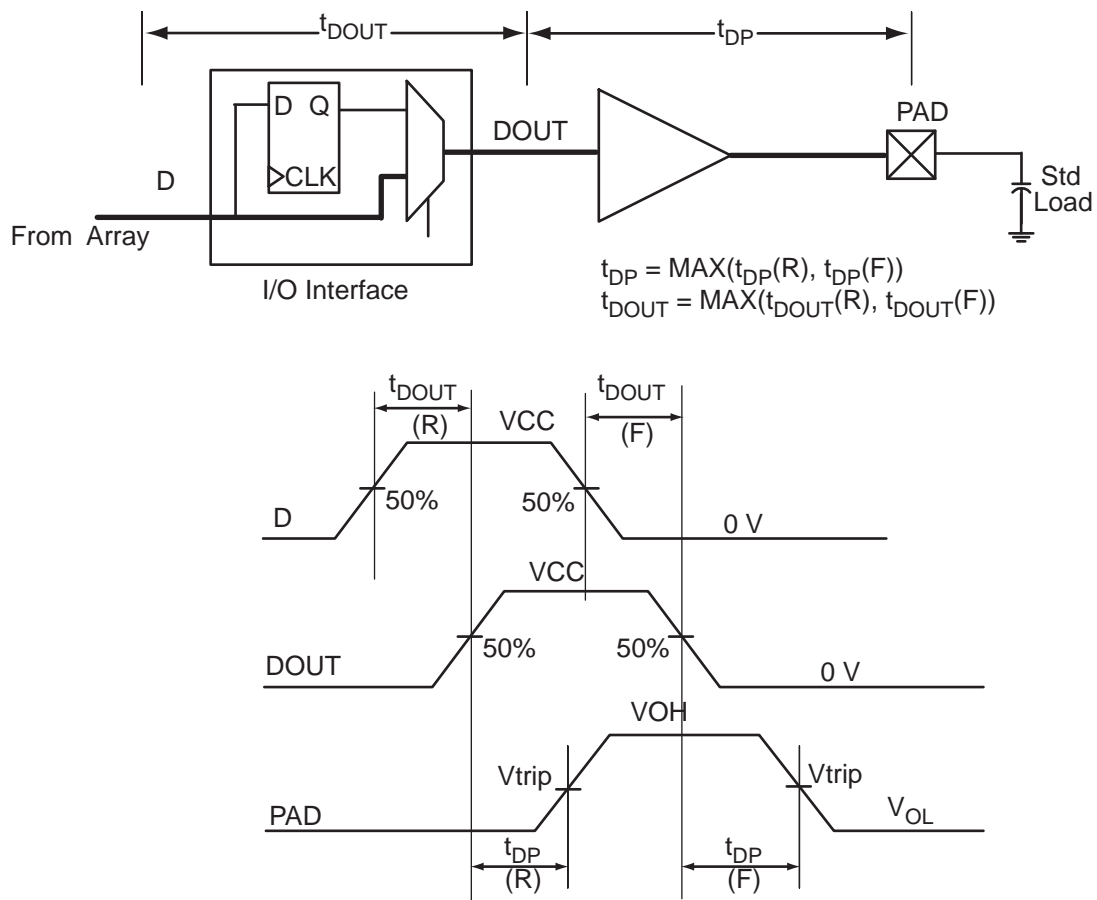 tDOUT
tDP
PAD
D Q
DOUT
CLK
D
Std
Load
From Array
I/O Interface
tDP = MAX(tDP(R), tDP(F))
tDOUT = MAX(tDOUT(R), tDOUT(F))
tDOUT
(R)
VCC
tDOUT
(F)
50%
50%
D
0 V
VCC
50%
50%
DOUT
0 V
VOH
Vtrip
Vtrip
PAD
VOL
tDP
(R)
tDP
(F)